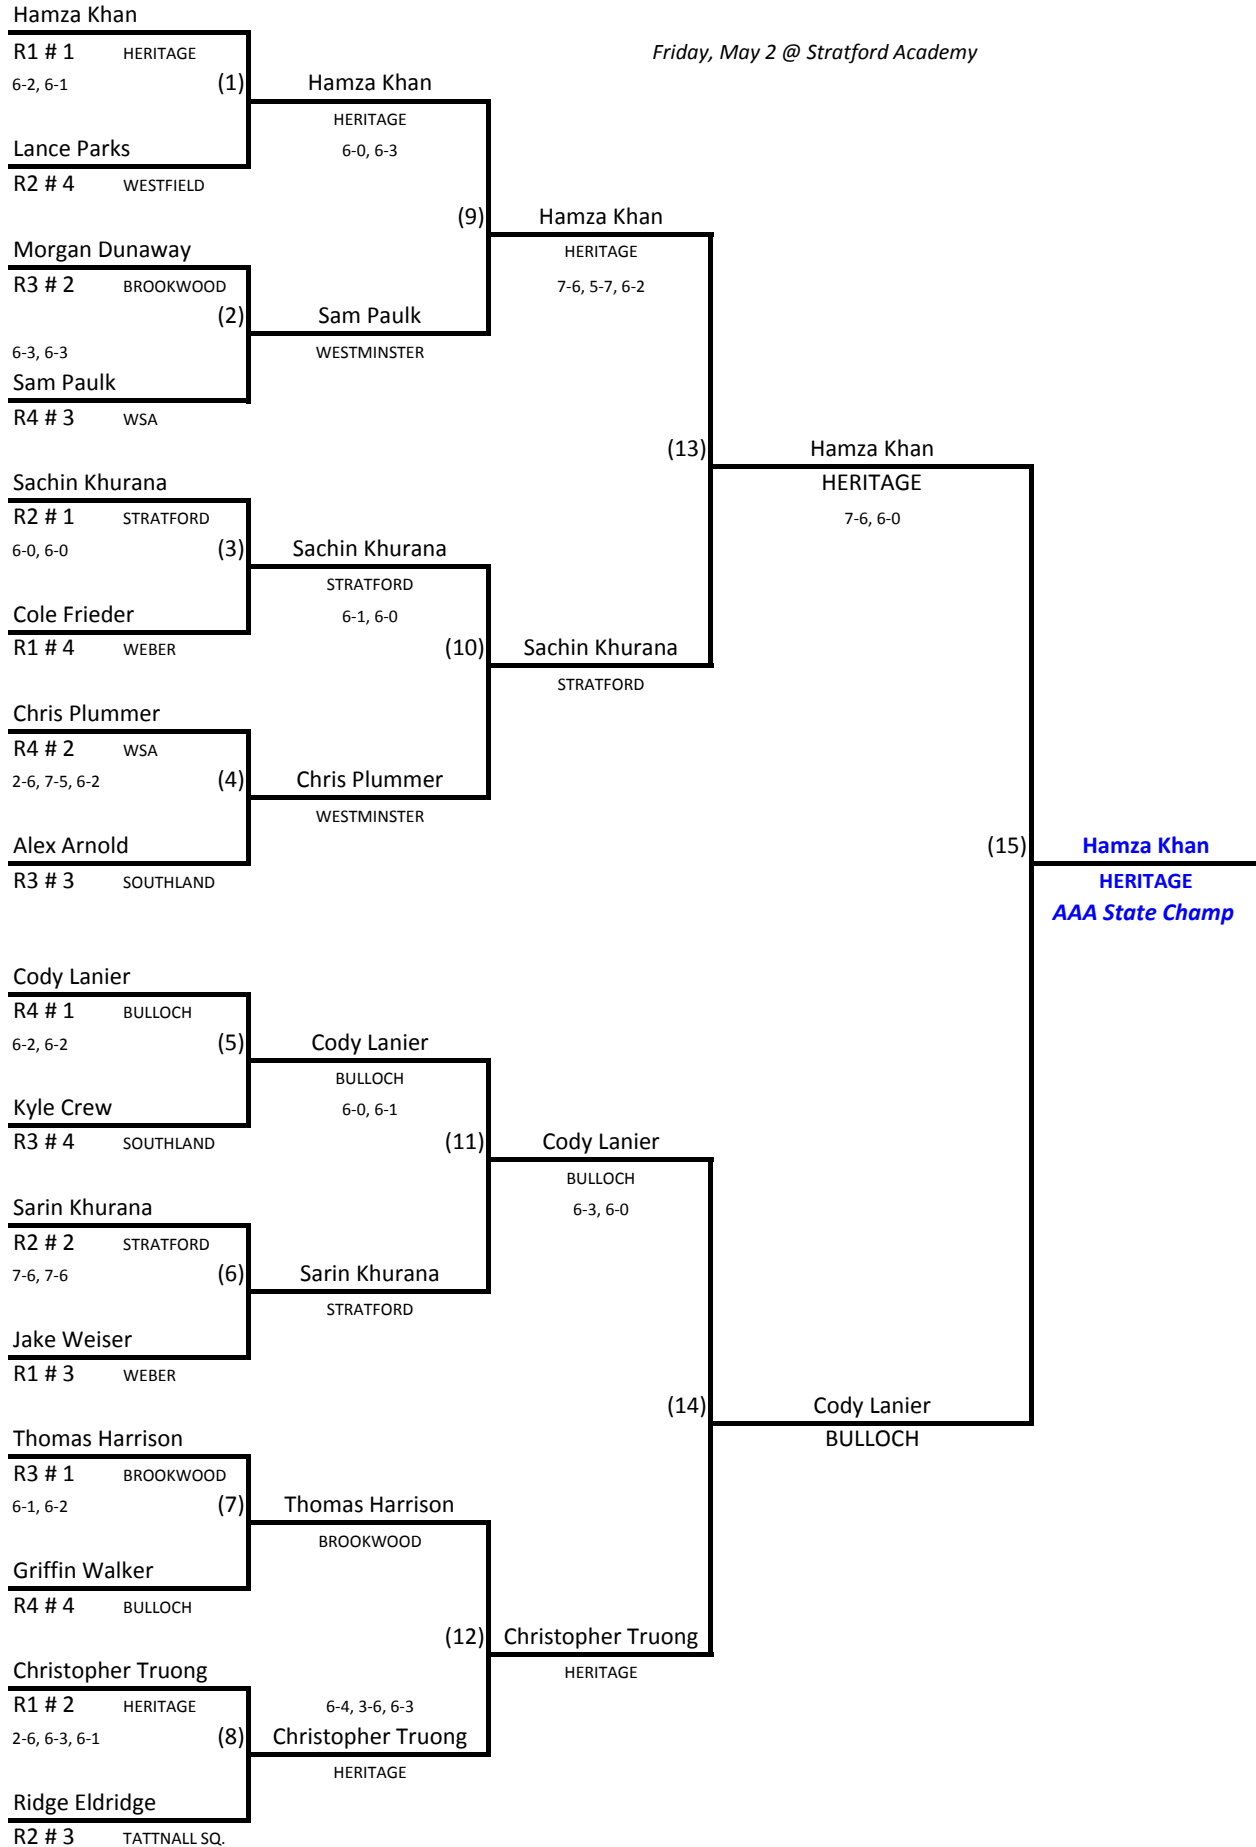 Hamza Khan
R1 # 1 HERITAGE Friday, May 2 @ Stratford Academy
6-2, 6-1 (1) Hamza Khan
HERITAGE
Lance Parks 6-0, 6-3
R2 # 4 WESTFIELD
(9) Hamza Khan
Morgan Dunaway HERITAGE
R3 # 2 BROOKWOOD 7-6, 5-7, 6-2
(2) Sam Paulk
6-3, 6-3 WESTMINSTER
Sam Paulk
R4 # 3 WSA
(13) Hamza Khan
Sachin Khurana HERITAGE
R2 # 1 STRATFORD 7-6, 6-0
6-0, 6-0 (3) Sachin Khurana
STRATFORD
Cole Frieder 6-1, 6-0
R1 # 4 WEBER (10) Sachin Khurana
STRATFORD
Chris Plummer
R4 # 2 WSA
2-6, 7-5, 6-2 (4) Chris Plummer
WESTMINSTER
Alex Arnold (15) Hamza Khan
R3 # 3 SOUTHLAND HERITAGE
AAA State Champ
Cody Lanier
R4 # 1 BULLOCH
6-2, 6-2 (5) Cody Lanier
BULLOCH
Kyle Crew 6-0, 6-1
R3 # 4 SOUTHLAND (11) Cody Lanier
BULLOCH
Sarin Khurana 6-3, 6-0
R2 # 2 STRATFORD
7-6, 7-6 (6) Sarin Khurana
STRATFORD
Jake Weiser
R1 # 3 WEBER
(14) Cody Lanier
Thomas Harrison BULLOCH
R3 # 1 BROOKWOOD
6-1, 6-2 (7) Thomas Harrison
BROOKWOOD
Griffin Walker
R4 # 4 BULLOCH
(12) Christopher Truong
Christopher Truong HERITAGE
R1 # 2 HERITAGE 6-4, 3-6, 6-3
2-6, 6-3, 6-1 (8) Christopher Truong
HERITAGE
Ridge Eldridge
R2 # 3 TATTNALL SQ.